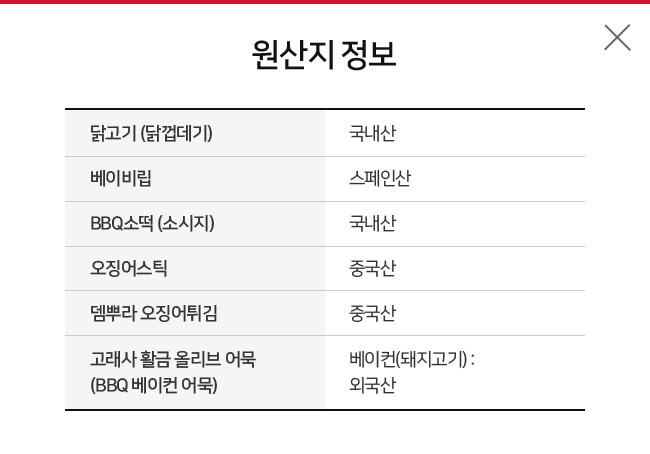 원산지 정보
닭고기 (닭껍데기) 국내산
베이비립 스페인산
BBQ소떡 (소시지) 국내산
오징어스틱 중국산
뎀뿌라 오징어튀김 중국산
고래사 활금 올리브 어묵 베이컨(돼지고기) :
(BBQ 베이컨 어묵) 외국산